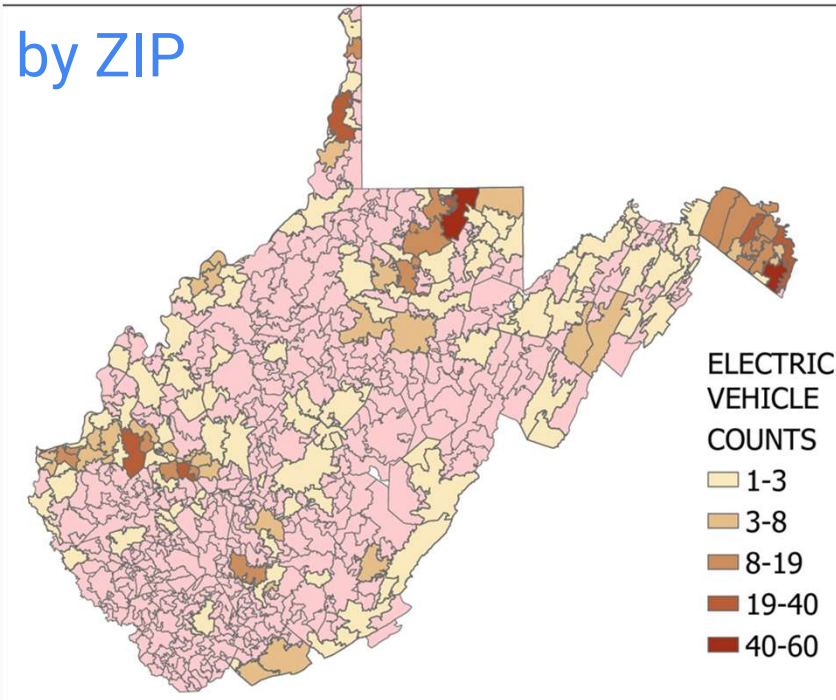 by ZIP
ELECTRIC
VEHICLE
COUNTS
1-3
3-8
8-19
19-40
40-60